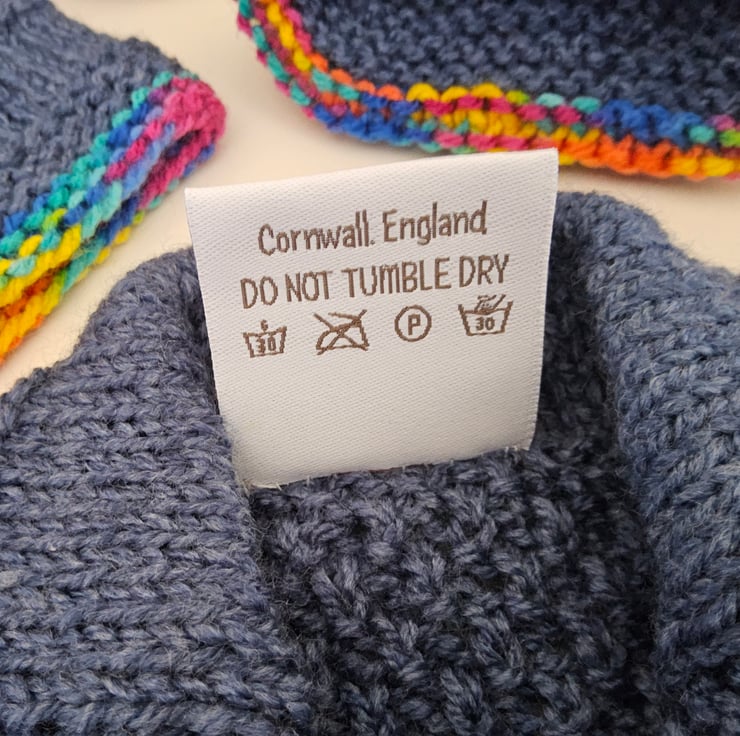 Cornwall. England
DO NOT TUMBLE DRY
30 P 30